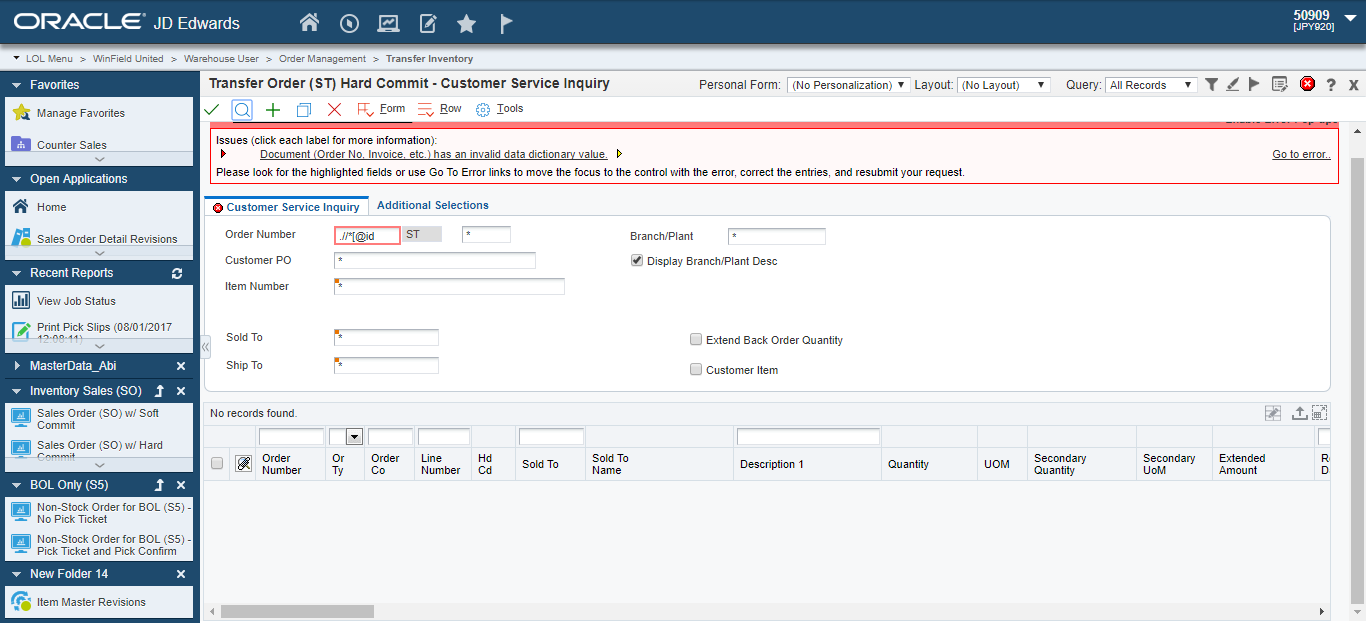 ORACLE JD Edwards
50909
[JPY920]
LOL Menu > WinField United > Warehouse User > Order Management > Transfer Inventory
Favorites
Manage Favorites
Counter Sales
Open Applications
Home
Sales Order Detail Revisions
Recent Reports
View Job Status
Print Pick Slips (08/01/2017
12:08:11)
MasterData_Abi
Inventory Sales (SO)
Sales Order (SO) w/ Soft
Commit
Sales Order (SO) w/ Hard
Commit
BOL Only (S5)
Non-Stock Order for BOL (S5) -
No Pick Ticket
Non-Stock Order for BOL (S5) -
Pick Ticket and Pick Confirm
New Folder 14
Item Master Revisions
Transfer Order (ST) Hard Commit - Customer Service Inquiry
Personal Form: (No Personalization) Layout: (No Layout) Query: All Records
Form Row Tools
Issues (click each label for more information):
Document (Order No, Invoice, etc.) has an invalid data dictionary value.
Go to error..
Please look for the highlighted fields or use Go To Error links to move the focus to the control with the error, correct the entries, and resubmit your request.
Customer Service Inquiry Additional Selections
Order Number .//*[@id ST * Branch/Plant *
Customer PO * Display Branch/Plant Desc
Item Number *
Sold To * Extend Back Order Quantity
Ship To * Customer Item
No records found.
Order
Number
Or
Ty
Order
Co
Line
Number
Hd
Cd
Sold To
Sold To
Name
Description 1
Quantity
UOM
Secondary
Quantity
Secondary
UoM
Extended
Amount